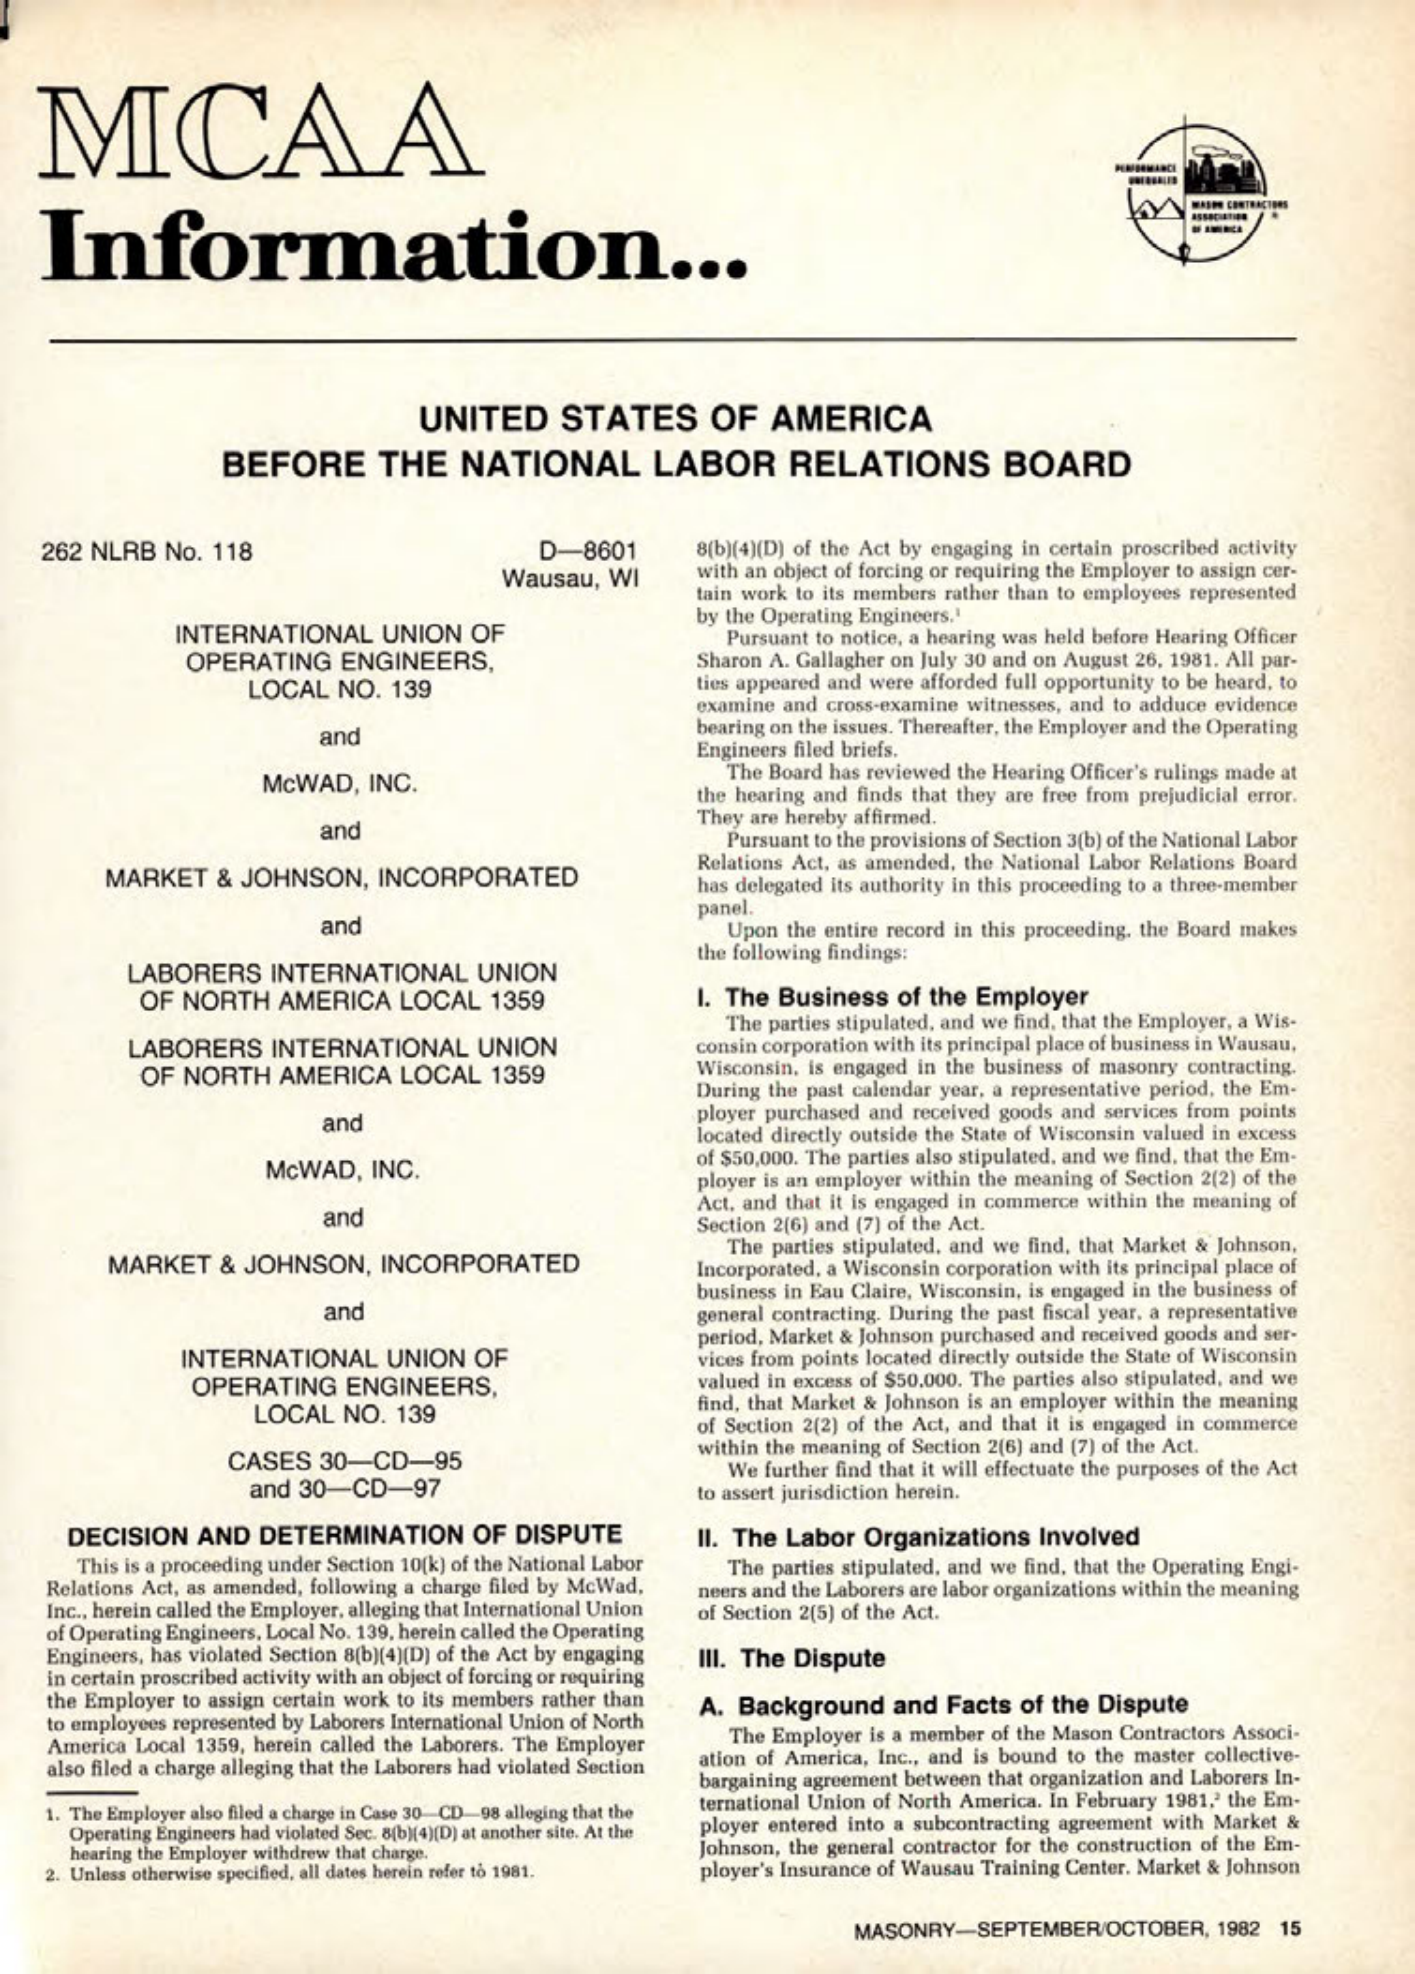 MCAA
Information...
PERFORMANCE
UNEQUALED
MASON CONTRACTORS
ASSOCIATION
OF AMERICA
®
UNITED STATES OF AMERICA
BEFORE THE NATIONAL LABOR RELATIONS BOARD
262 NLRB No. 118
D—8601
Wausau, WI
INTERNATIONAL UNION OF
OPERATING ENGINEERS,
LOCAL NO. 139
and
McWAD, INC.
and
MARKET & JOHNSON, INCORPORATED
and
LABORERS INTERNATIONAL UNION
OF NORTH AMERICA LOCAL 1359
LABORERS INTERNATIONAL UNION
OF NORTH AMERICA LOCAL 1359
and
McWAD, INC.
and
MARKET & JOHNSON, INCORPORATED
and
INTERNATIONAL UNION OF
OPERATING ENGINEERS,
LOCAL NO. 139
CASES 30—CD—95
and 30—CD—97
DECISION AND DETERMINATION OF DISPUTE
This is a proceeding under Section 10(k) of the National Labor
Relations Act, as amended, following a charge filed by McWad,
Inc., herein called the Employer, alleging that International Union
of Operating Engineers, Local No. 139, herein called the Operating
Engineers, has violated Section 8(b)(4)(D) of the Act by engaging
in certain proscribed activity with an object of forcing or requiring
the Employer to assign certain work to its members rather than
to employees represented by Laborers International Union of North
America Local 1359, herein called the Laborers. The Employer
also filed a charge alleging that the Laborers had violated Section
1. The Employer also filed a charge in Case 30—CD—98 alleging that the
Operating Engineers had violated Sec. 8(b)(4)(D) at another site. At the
hearing the Employer withdrew that charge.
2. Unless otherwise specified, all dates herein refer to 1981.
8(b)(4)(D) of the Act by engaging in certain proscribed activity
with an object of forcing or requiring the Employer to assign cer-
tain work to its members rather than to employees represented
by the Operating Engineers.¹
Pursuant to notice, a hearing was held before Hearing Officer
Sharon A. Gallagher on July 30 and on August 26, 1981. All par-
ties appeared and were afforded full opportunity to be heard, to
examine and cross-examine witnesses, and to adduce evidence
bearing on the issues. Thereafter, the Employer and the Operating
Engineers filed briefs.
The Board has reviewed the Hearing Officer's rulings made at
the hearing and finds that they are free from prejudicial error.
They are hereby affirmed.
Pursuant to the provisions of Section 3(b) of the National Labor
Relations Act, as amended, the National Labor Relations Board
has delegated its authority in this proceeding to a three-member
panel.
Upon the entire record in this proceeding, the Board makes
the following findings:
I. The Business of the Employer
The parties stipulated, and we find, that the Employer, a Wis-
consin corporation with its principal place of business in Wausau,
Wisconsin, is engaged in the business of masonry contracting.
During the past calendar year, a representative period, the Em-
ployer purchased and received goods and services from points
located directly outside the State of Wisconsin valued in excess
of $50,000. The parties also stipulated, and we find, that the Em-
ployer is an employer within the meaning of Section 2(2) of the
Act, and that it is engaged in commerce within the meaning of
Section 2(6) and (7) of the Act.
The parties stipulated, and we find, that Market & Johnson,
Incorporated, a Wisconsin corporation with its principal place of
business in Eau Claire, Wisconsin, is engaged in the business of
general contracting. During the past fiscal year, a representative
period, Market & Johnson purchased and received goods and ser-
vices from points located directly outside the State of Wisconsin
valued in excess of $50,000. The parties also stipulated, and we
find, that Market & Johnson is an employer within the meaning
of Section 2(2) of the Act, and that it is engaged in commerce
within the meaning of Section 2(6) and (7) of the Act.
We further find that it will effectuate the purposes of the Act
to assert jurisdiction herein.
II. The Labor Organizations Involved
The parties stipulated, and we find, that the Operating Engi-
neers and the Laborers are labor organizations within the meaning
of Section 2(5) of the Act.
III. The Dispute
A. Background and Facts of the Dispute
The Employer is a member of the Mason Contractors Associ-
ation of America, Inc., and is bound to the master collective-
bargaining agreement between that organization and Laborers In-
ternational Union of North America. In February 1981,² the Em-
ployer entered into a subcontracting agreement with Market &
Johnson, the general contractor for the construction of the Em-
ployer's Insurance of Wausau Training Center. Market & Johnson
MASONRY—SEPTEMBER/OCTOBER, 1982 15